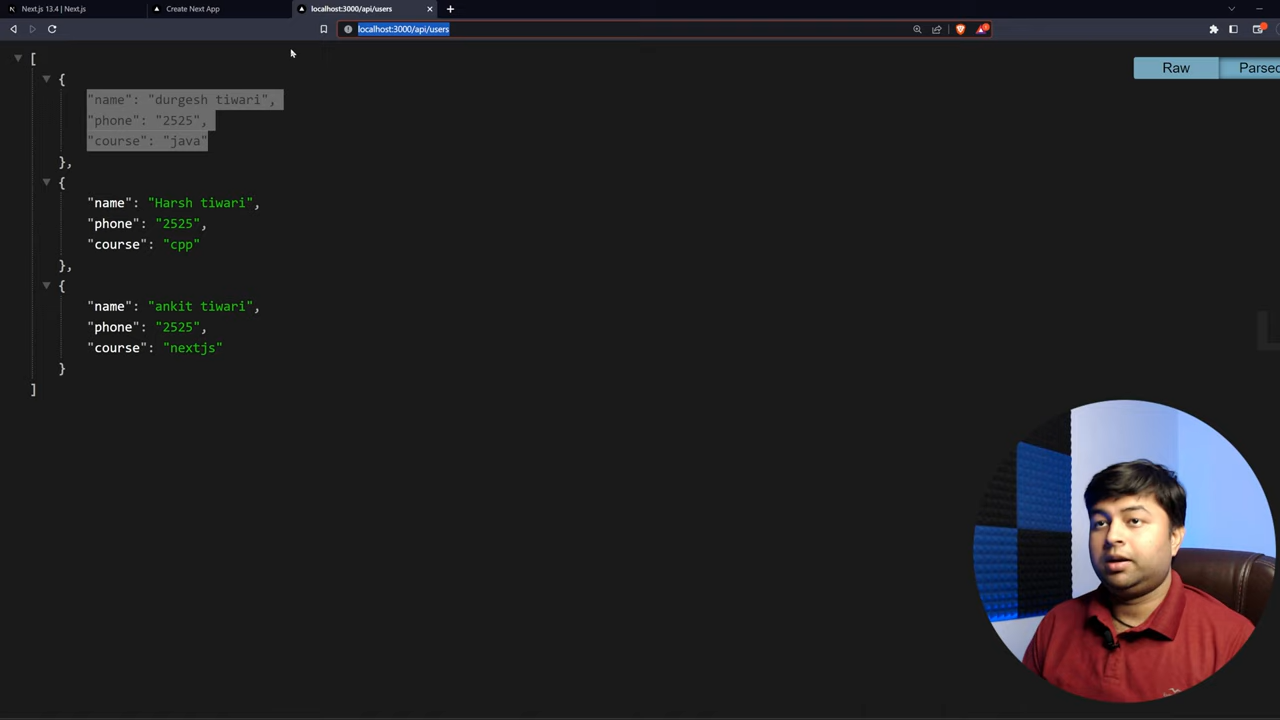 Next.js 13.4 | Next.js
Create Next App
localhost:3000/api/users
localhost:3000/api/users
Raw
Parsed
[
{
"name": "durgesh tiwari",
"phone": "2525",
"course": "java"
},
{
"name": "Harsh tiwari",
"phone": "2525",
"course": "cpp"
},
{
"name": "ankit tiwari",
"phone": "2525",
"course": "nextjs"
}
]